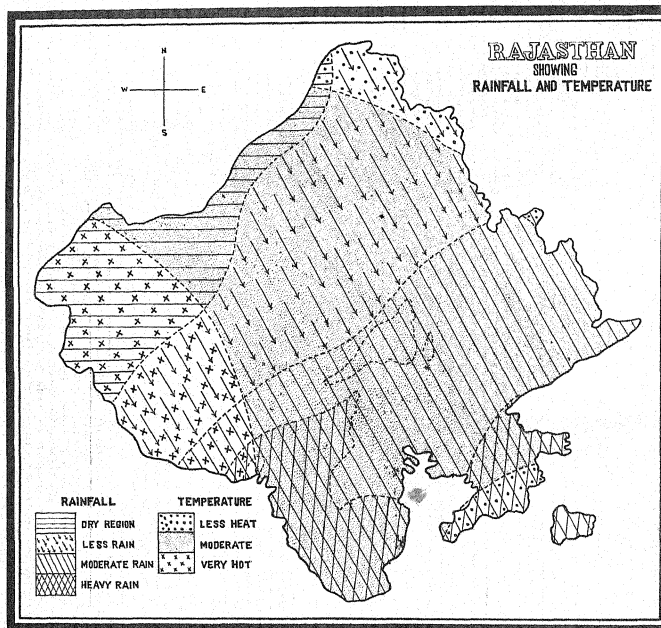 RAJASTHAN
SHOWING
RAINFALL AND TEMPERATURE
N
W E
S
RAINFALL
DRY REGION
LESS RAIN
MODERATE RAIN
HEAVY RAIN
TEMPERATURE
LESS HEAT
MODERATE
VERY HOT